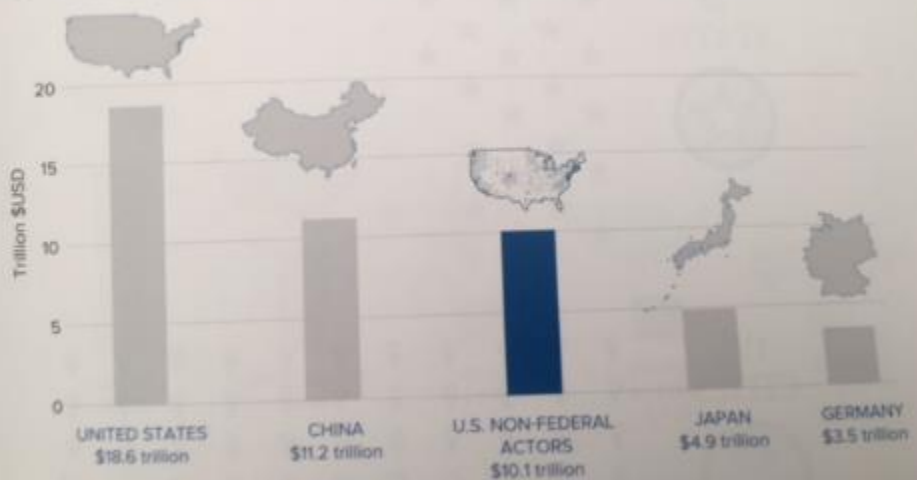 20
15
10
5
0
Trillion $USD
UNITED STATES
$18.6 trillion
CHINA
$11.2 trillion
U.S. NON-FEDERAL
ACTORS
$10.1 trillion
JAPAN
$4.9 trillion
GERMANY
$3.5 trillion